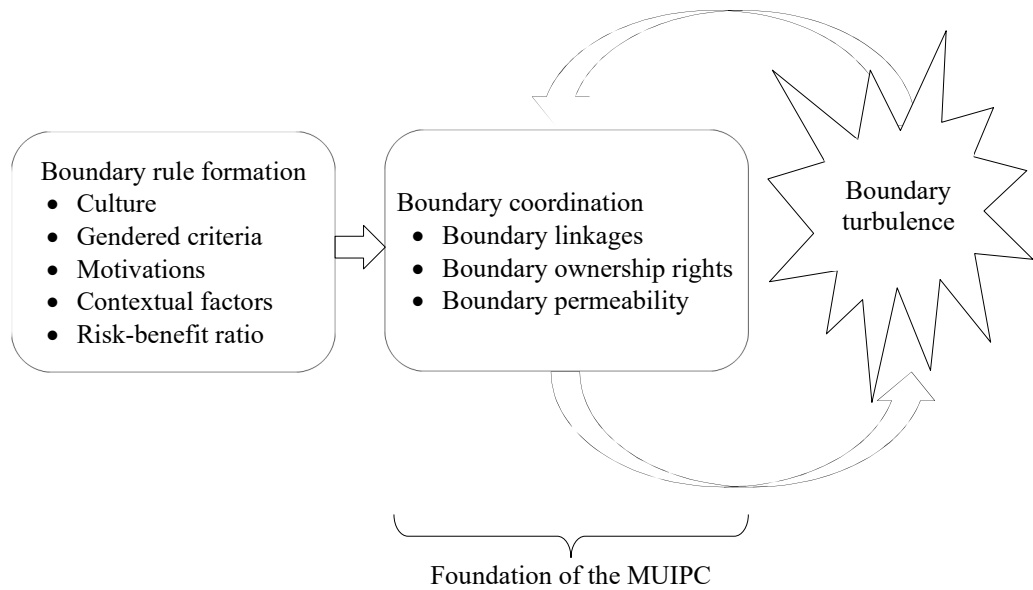 Boundary rule formation
• Culture
• Gendered criteria
• Motivations
• Contextual factors
• Risk-benefit ratio
Boundary coordination
• Boundary linkages
• Boundary ownership rights
• Boundary permeability
Boundary
turbulence
Foundation of the MUIPC